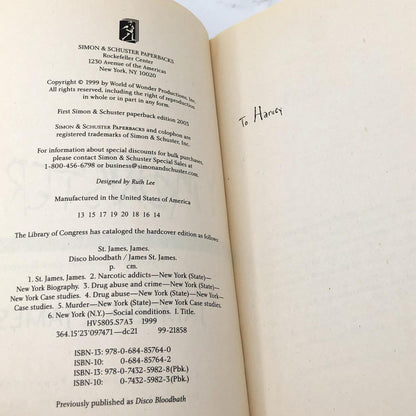 SIMON & SCHUSTER PAPERBACKS
Rockefeller Center
1230 Avenue of the Americas
New York, NY 10020
Copyright © 1999 by World of Wonder Productions, Inc.
All rights reserved, including the right of reproduction
in whole or in part in any form.
First Simon & Schuster paperback edition 2005
SIMON & SCHUSTER PAPERBACKS and colophon are
registered trademarks of Simon & Schuster, Inc.
For information about special discounts for bulk purchases,
please contact Simon & Schuster Special Sales at
1-800-456-6798 or business@simonandschuster.com
Designed by Ruth Lee
Manufactured in the United States of America
13 15 17 19 20 18 16 14
The Library of Congress has cataloged the hardcover edition as follows
St. James, James.
Disco bloodbath / James St. James.
p. cm.
1. St. James, James. 2. Narcotic addicts—New York (State)—
New York Biography. 3. Drug abuse and crime—New York (State)—
New York Case studies. 4. Drug abuse—New York (State)—New York—
Case studies. 5. Murder—New York (State)—New York Case studies.
6. New York (N.Y.)—Social conditions. I. Title.
HV5805.S7A3 1999
364.15'23'097471—dc21 99-21858
ISBN-13: 978-0-684-85764-0
ISBN-10: 0-684-85764-2
ISBN-13: 978-0-7432-5982-8(Pbk.)
ISBN-10: 0-7432-5982-3(Pbk.)
Previously published as Disco Bloodbath
To Harvey